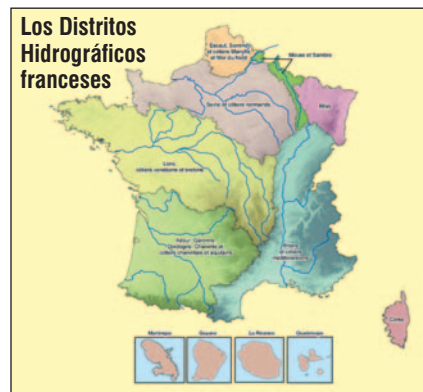 Los Distritos
Hidrográficos
franceses
Escaut, Somme
et côtiers Manche
et Mer du Nord
Meuse et Sambre
Rhin
Seine et côtiers normands
Loire,
côtiers vendéens et bretons
Adour, Garonne
Dordogne, Charente et
côtiers charentais et aquitains
Rhône
et côtiers
méditerranéens
Corse
Martinique
Guyane
La Réunion
Guadeloupe